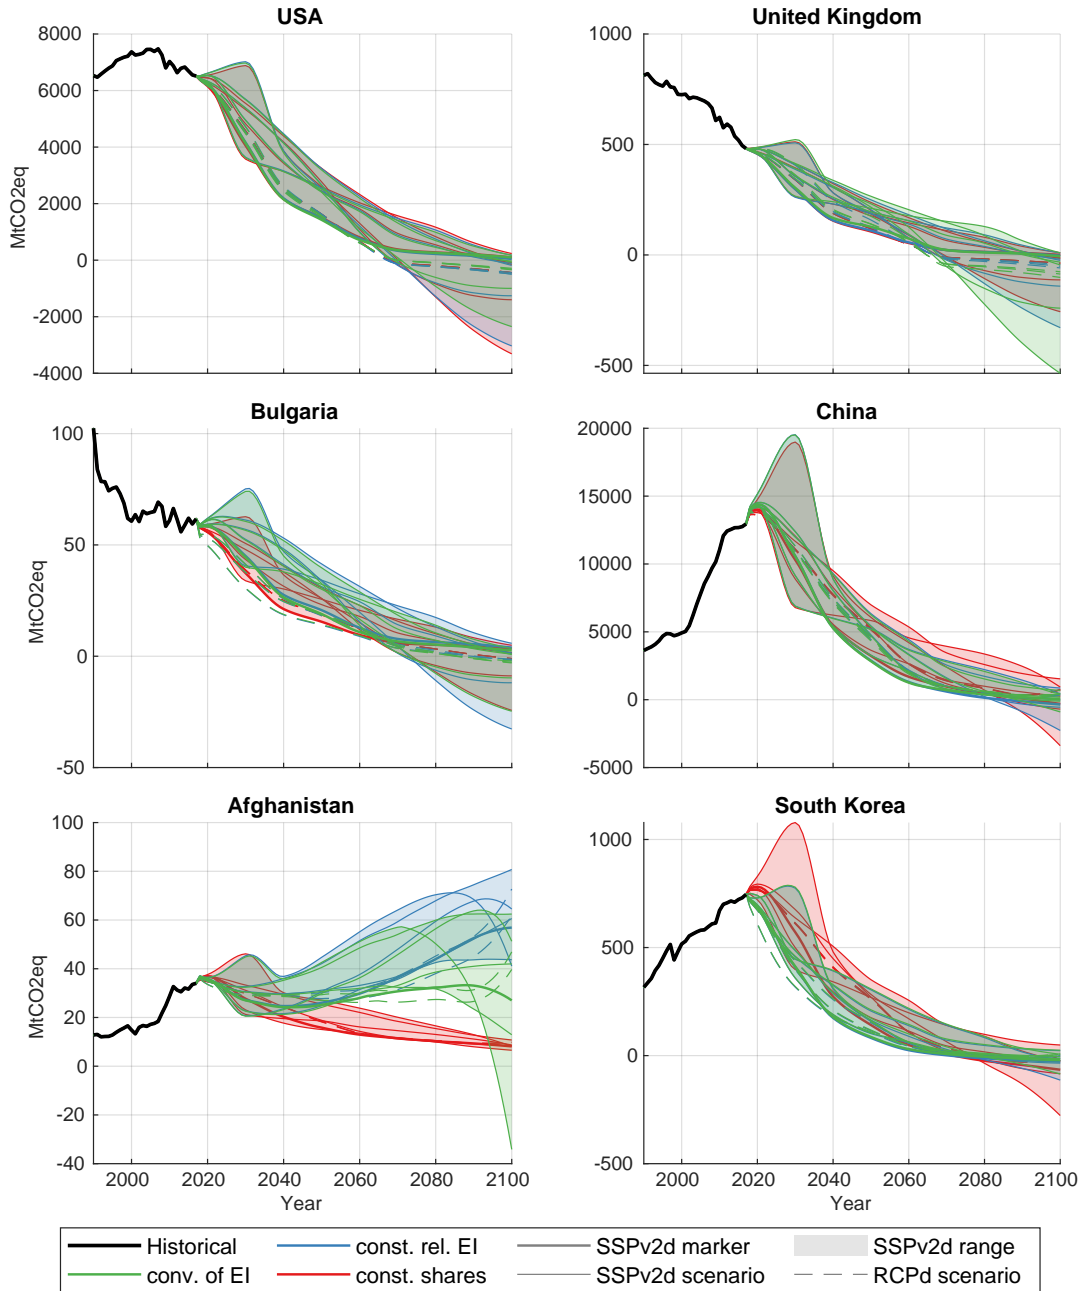 USA
United Kingdom
8000
6000
4000
2000
0
-2000
-4000
MtCO2eq
1000
500
0
-500
Bulgaria
China
100
50
0
-50
MtCO2eq
20000
15000
10000
5000
0
-5000
Afghanistan
South Korea
100
80
60
40
20
0
-20
-40
MtCO2eq
1000
500
0
-500
2000 2020 2040 2060 2080 2100
2000 2020 2040 2060 2080 2100
Year
Year
Historical const. rel. EI SSPv2d marker SSPv2d range
conv. of EI const. shares SSPv2d scenario RCPd scenario